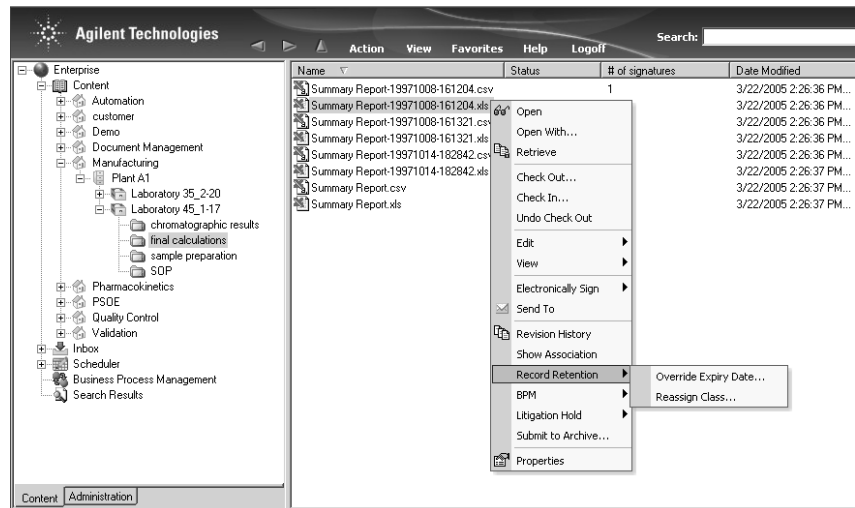 Agilent Technologies
Search:
Action View Favorites Help Logoff
Enterprise
Content
Automation
customer
Demo
Document Management
Manufacturing
Plant A1
Laboratory 35_2-20
Laboratory 45_1-17
chromatographic results
final calculations
sample preparation
SOP
Pharmacokinetics
PSOE
Quality Control
Validation
Inbox
Scheduler
Business Process Management
Search Results
Content Administration
Name Status # of signatures Date Modified
Summary Report-19971008-161204.csv 1 3/22/2005 2:26:36 PM...
Summary Report-19971008-161204.xls 3/22/2005 2:26:36 PM...
Summary Report-19971008-161321.csv 3/22/2005 2:26:36 PM...
Summary Report-19971008-161321.xls 3/22/2005 2:26:36 PM...
Summary Report-19971014-182842.csv 3/22/2005 2:26:36 PM...
Summary Report-19971014-182842.xls 3/22/2005 2:26:37 PM...
Summary Report.csv 3/22/2005 2:26:37 PM...
Summary Report.xls 3/22/2005 2:26:37 PM...
Open
Open With...
Retrieve
Check Out...
Check In...
Undo Check Out
Edit
View
Electronically Sign
Send To
Revision History
Show Association
Record Retention
BPM
Litigation Hold
Submit to Archive...
Properties
Override Expiry Date...
Reassign Class...